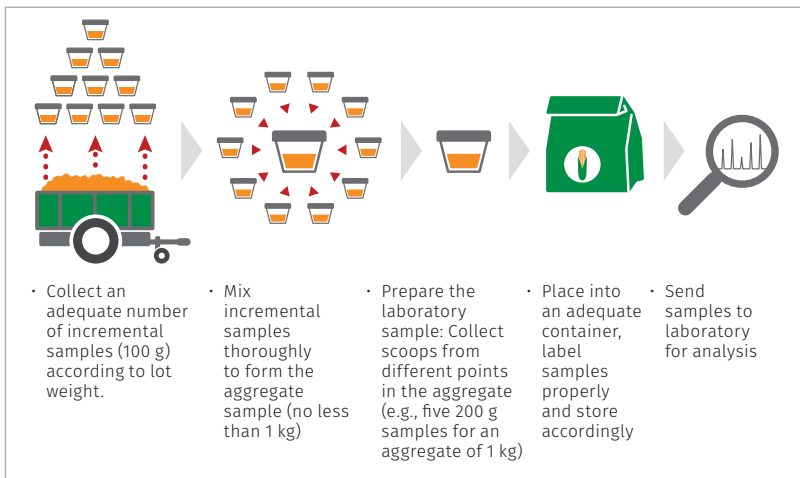 · Collect an
adequate number
of incremental
samples (100 g)
according to lot
weight.
· Mix
incremental
samples
thoroughly
to form the
aggregate
sample (no less
than 1 kg)
· Prepare the
laboratory
sample: Collect
scoops from
different points
in the aggregate
(e.g., five 200 g
samples for an
aggregate of 1 kg)
· Place into
an adequate
container,
label
samples
properly
and store
accordingly
· Send
samples to
laboratory
for analysis